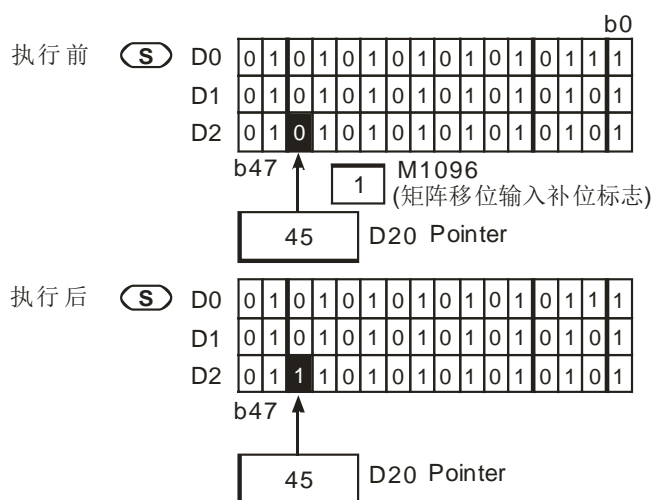 b0
执行前 S D0 0 1 0 1 0 1 0 1 0 1 0 1 0 1 1 1
D1 0 1 0 1 0 1 0 1 0 1 0 1 0 1 0 1
D2 0 1 0 1 0 1 0 1 0 1 0 1 0 1 0 1
b47 1 M1096
(矩阵移位输入补位标志)
45 D20 Pointer
执行后 S D0 0 1 0 1 0 1 0 1 0 1 0 1 0 1 1 1
D1 0 1 0 1 0 1 0 1 0 1 0 1 0 1 0 1
D2 0 1 1 1 0 1 0 1 0 1 0 1 0 1 0 1
b47
45 D20 Pointer